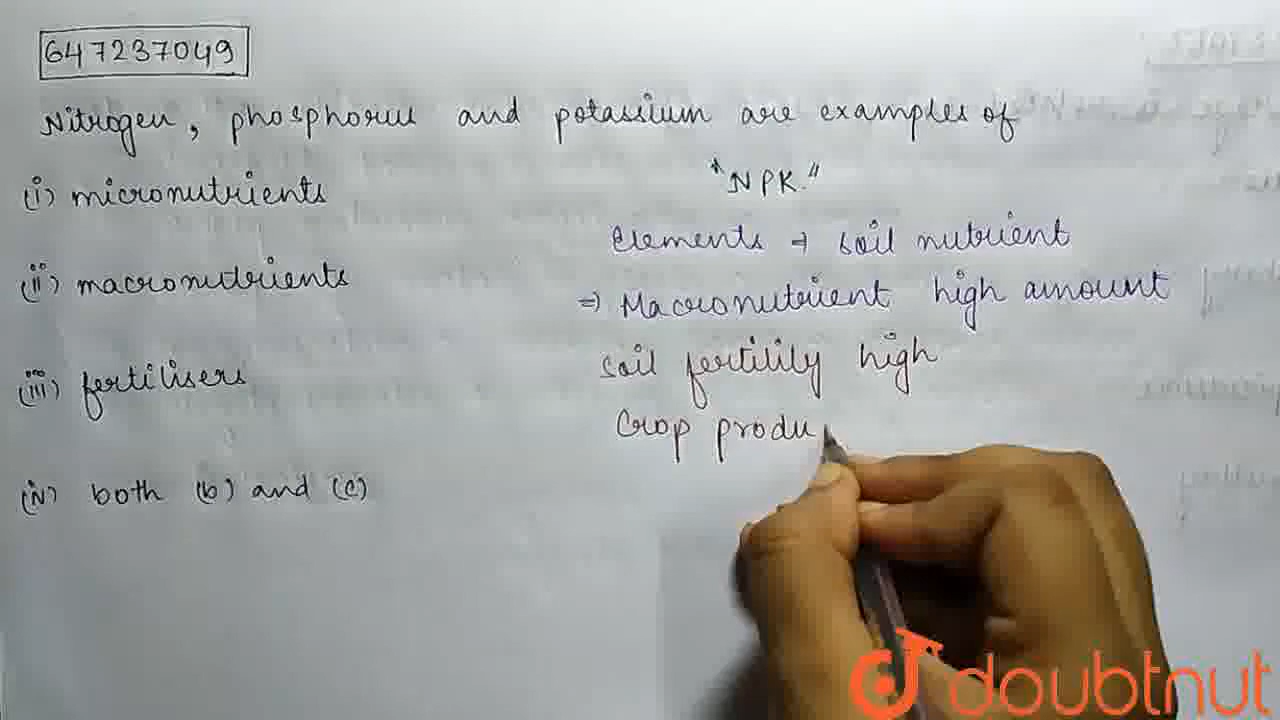 647237049
Nitrogen, phosphorus and potassium are examples of
(i) micronutrients
"NPK."
Elements → soil nutrient
(ii) macronutrients
⇒ Macronutrient high amount
Soil fertility high
(iii) fertilisers
Crop produ
(iv) both (b) and (c)
doubtnut